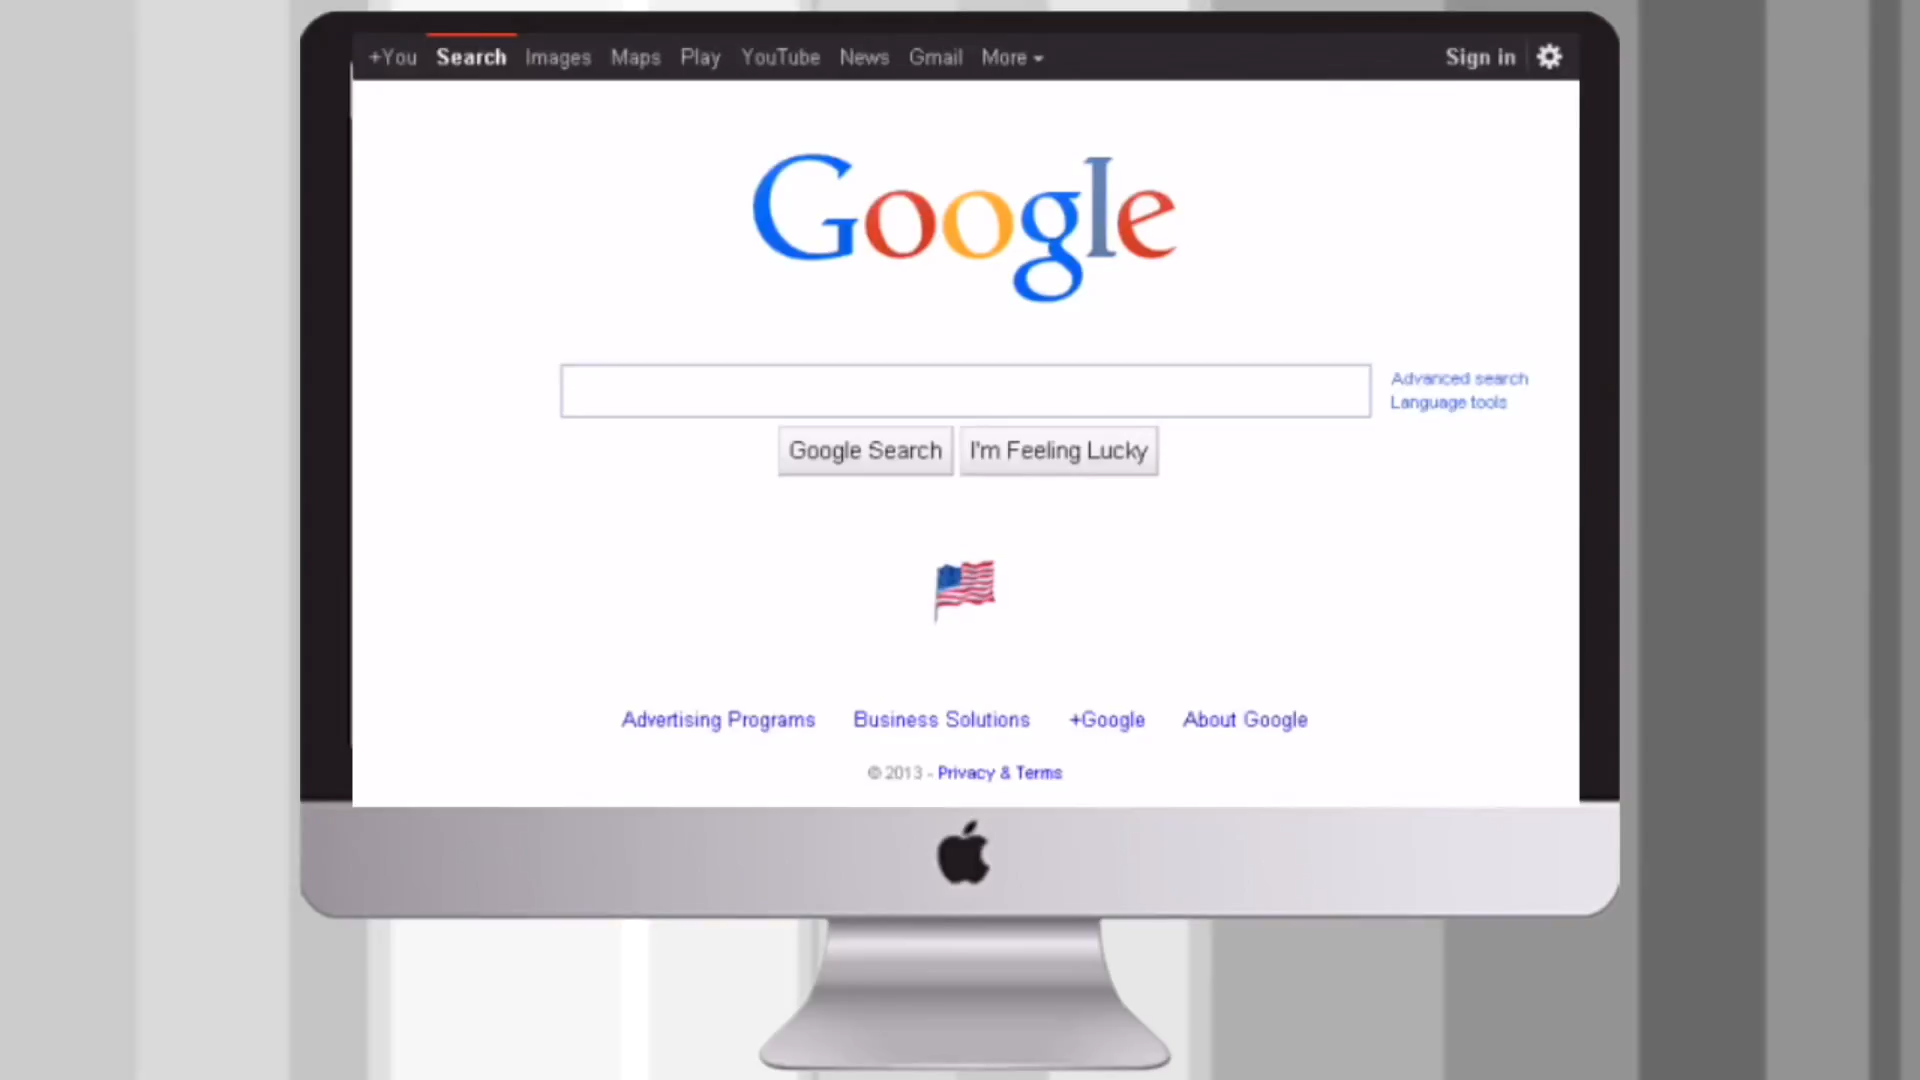 +You Search Images Maps Play YouTube News Gmail More Sign in
Google
Advanced search
Language tools
Google Search I'm Feeling Lucky
Advertising Programs Business Solutions +Google About Google
© 2013 - Privacy & Terms